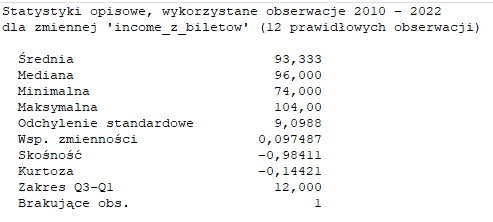 Statystyki opisowe, wykorzystane obserwacje 2010 - 2022
dla zmiennej 'income_z_biletow' (12 prawidłowych obserwacji)
Średnia 93,333
Mediana 96,000
Minimalna 74,000
Maksymalna 104,00
Odchylenie standardowe 9,0988
Wsp. zmienności 0,097487
Skośność -0,98411
Kurtoza -0,14421
Zakres Q3-Q1 12,000
Brakujące obs. 1